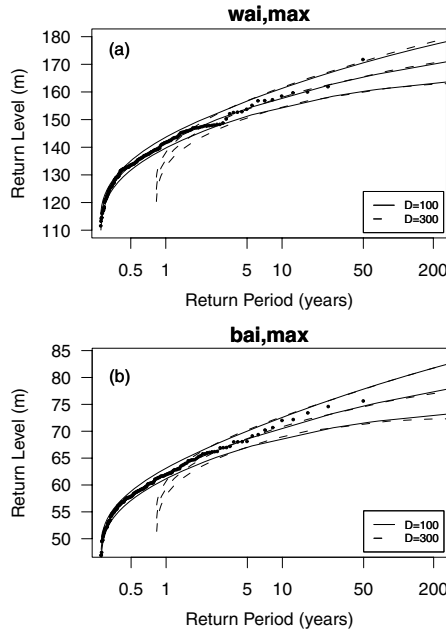 wai,max
(a)
Return Level (m)
180
170
160
150
140
130
120
110
D=100
D=300
0.5 1 5 10 50 200
Return Period (years)
bai,max
(b)
Return Level (m)
85
80
75
70
65
60
55
50
D=100
D=300
0.5 1 5 10 50 200
Return Period (years)